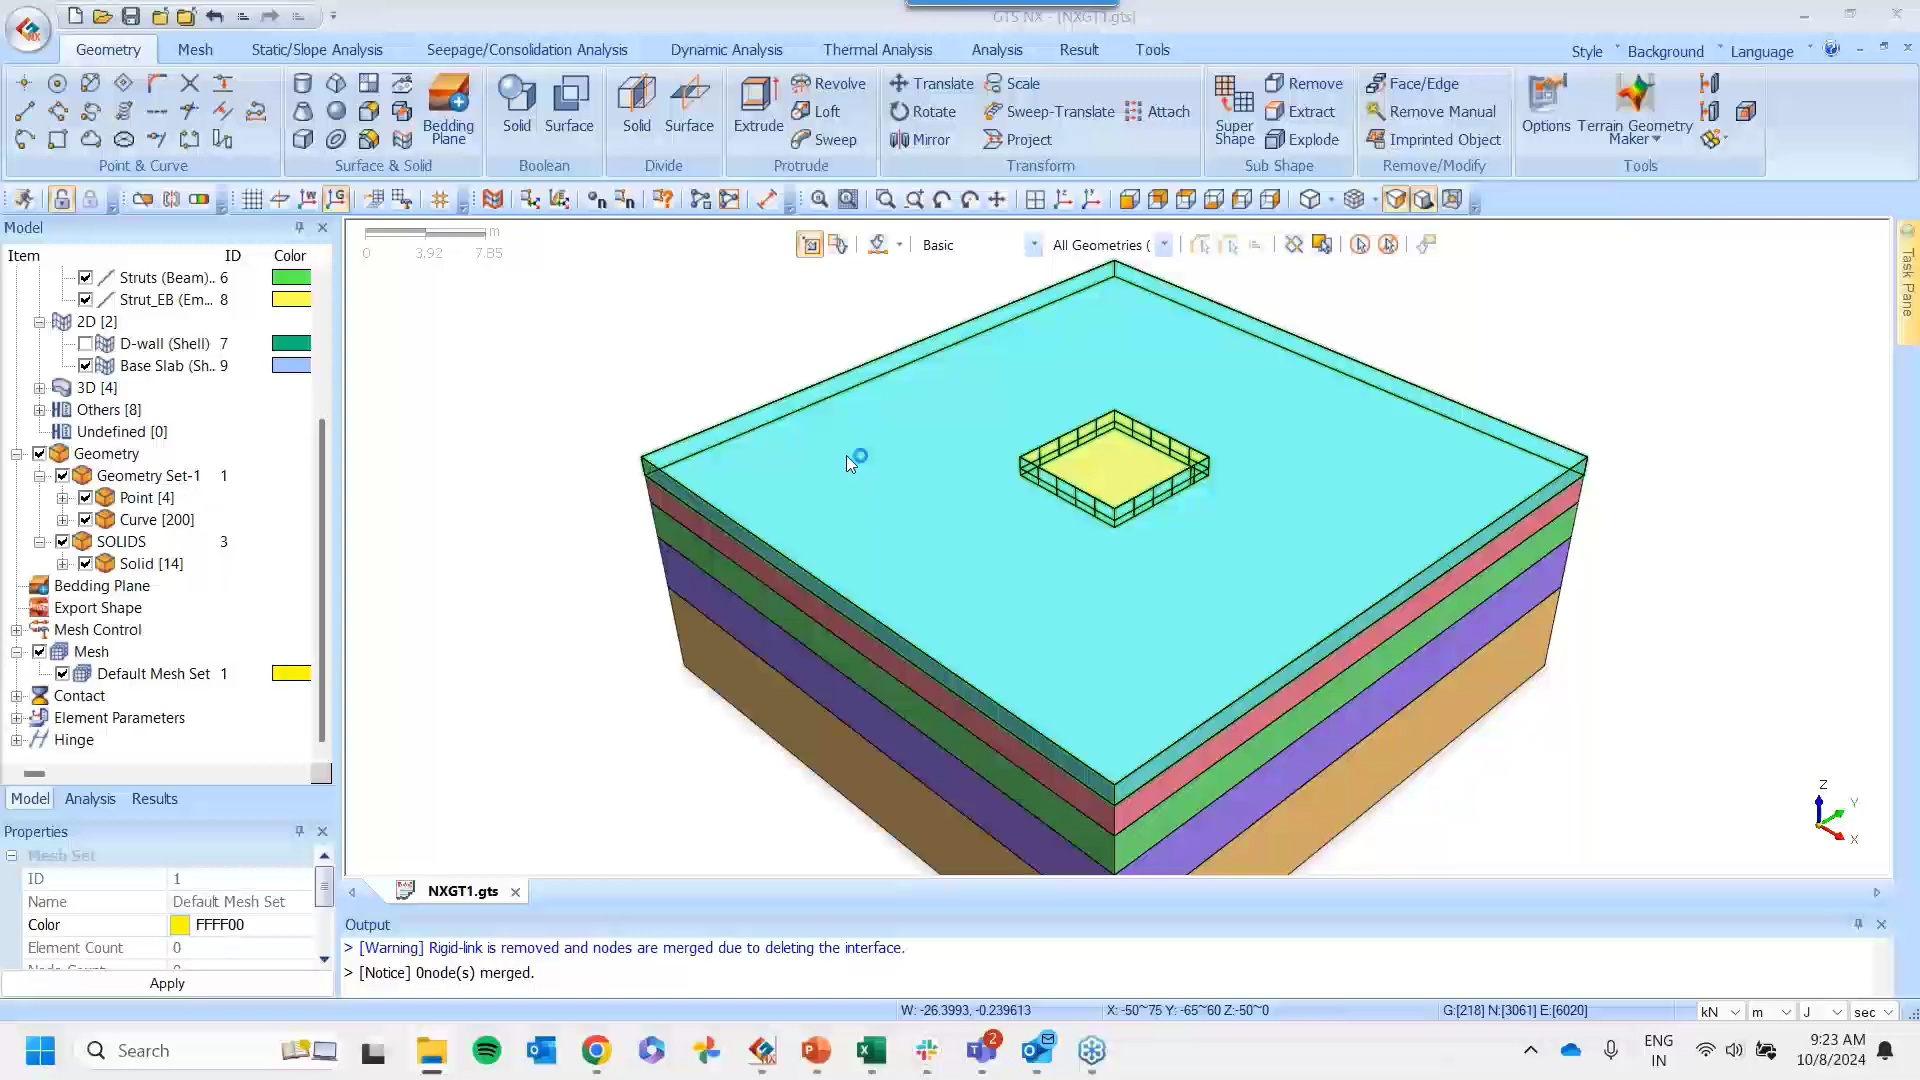 GTS NX - [NXGT1.gts]
Geometry Mesh Static/Slope Analysis Seepage/Consolidation Analysis Dynamic Analysis Thermal Analysis Analysis Result Tools
Style Background Language
Solid Surface Solid Surface Extrude
Bedding Plane
Revolve
Loft
Sweep
Translate Scale
Rotate Sweep-Translate Attach
Mirror Project
Super Shape
Remove
Extract
Explode
Face/Edge
Remove Manual
Imprinted Object
Options Terrain Geometry Maker
Point & Curve Surface & Solid Boolean Divide Protrude Transform Sub Shape Remove/Modify Tools
Model
Item ID Color
Struts (Beam).. 6
Strut_EB (Em... 8
2D [2]
D-wall (Shell) 7
Base Slab (Sh.. 9
3D [4]
Others [8]
Undefined [0]
Geometry
Geometry Set-1 1
Point [4]
Curve [200]
SOLIDS 3
Solid [14]
Bedding Plane
Export Shape
Mesh Control
Mesh
Default Mesh Set 1
Contact
Element Parameters
Hinge
Model Analysis Results
Properties
Mesh Set
ID 1
Name Default Mesh Set
Color FFFF00
Element Count 0
Apply
m
0 3.92 7.85
Basic All Geometries (
Z
Y
X
Task Pane
NXGT1.gts
Output
> [Warning] Rigid-link is removed and nodes are merged due to deleting the interface.
> [Notice] 0node(s) merged.
W: -26.3993, -0.239613 X: -50~75 Y: -65~60 Z:-50~0 G:[218] N:[3061] E:[6020] kN m J sec
Search
2
ENG
IN
9:23 AM
10/8/2024